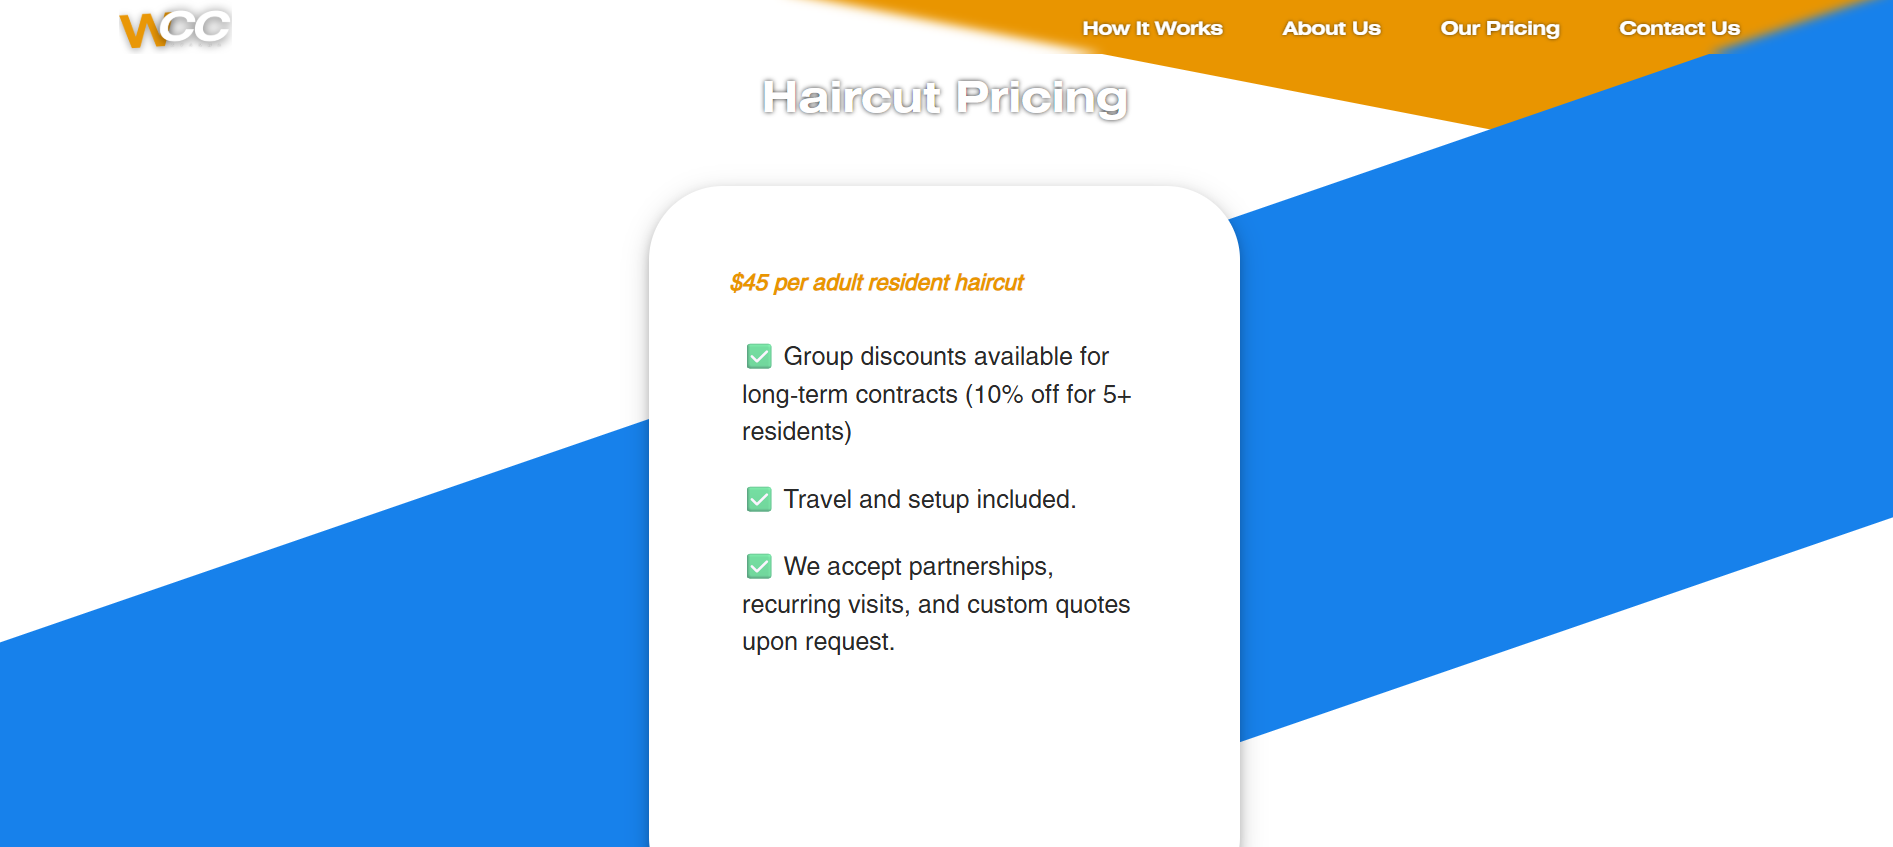 WCC
How It Works
About Us
Our Pricing
Contact Us
Haircut Pricing
$45 per adult resident haircut
✅ Group discounts available for
long-term contracts (10% off for 5+
residents)
✅ Travel and setup included.
✅ We accept partnerships,
recurring visits, and custom quotes
upon request.